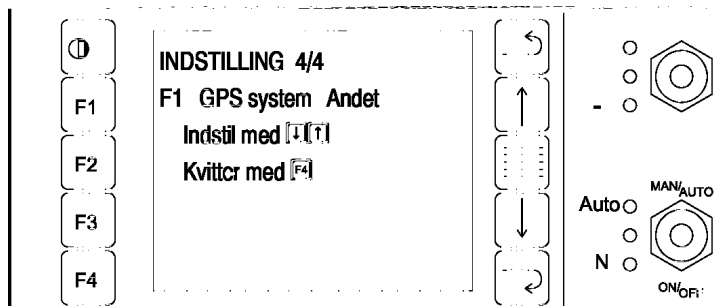 INDSTILLING 4/4
F1 GPS system Andet
Indstil med ↓ ↑
Kvitter med F4
F1
F2
F3
F4
-
Auto
N
MAN/AUTO
ON/OFF